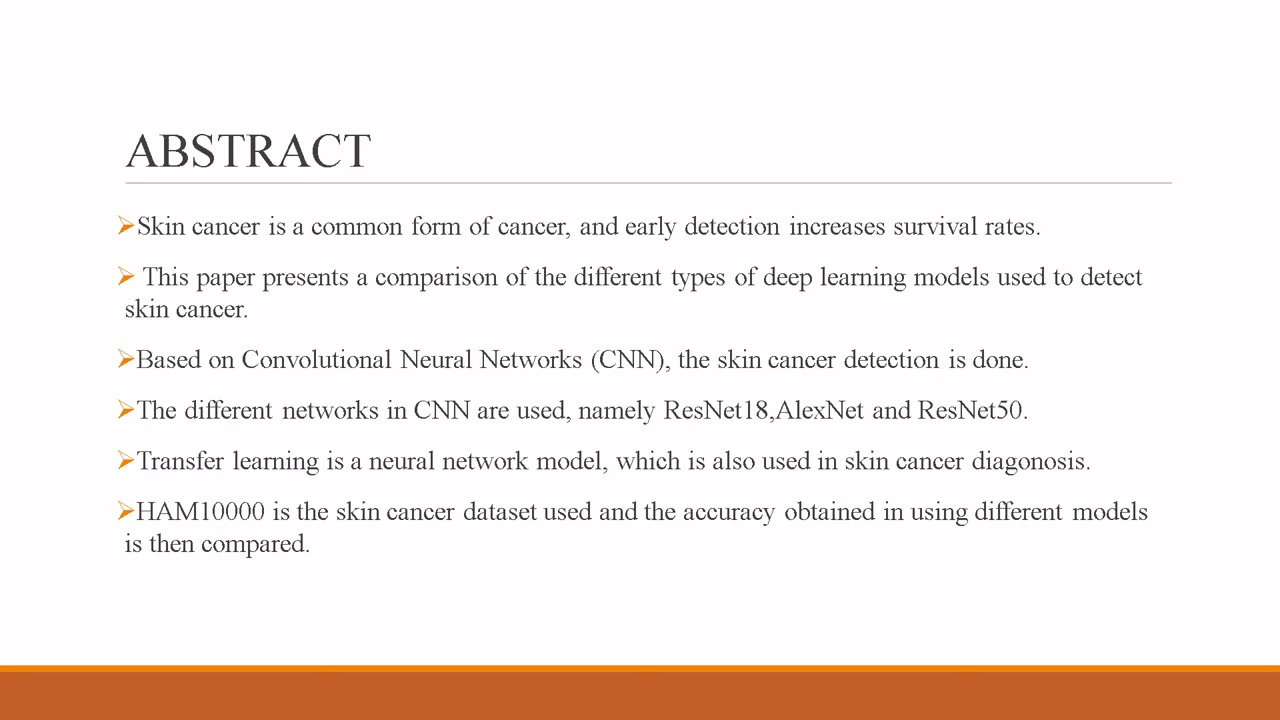 ABSTRACT
➢Skin cancer is a common form of cancer, and early detection increases survival rates.
➢ This paper presents a comparison of the different types of deep learning models used to detect
skin cancer.
➢Based on Convolutional Neural Networks (CNN), the skin cancer detection is done.
➢The different networks in CNN are used, namely ResNet18,AlexNet and ResNet50.
➢Transfer learning is a neural network model, which is also used in skin cancer diagonosis.
➢HAM10000 is the skin cancer dataset used and the accuracy obtained in using different models
is then compared.